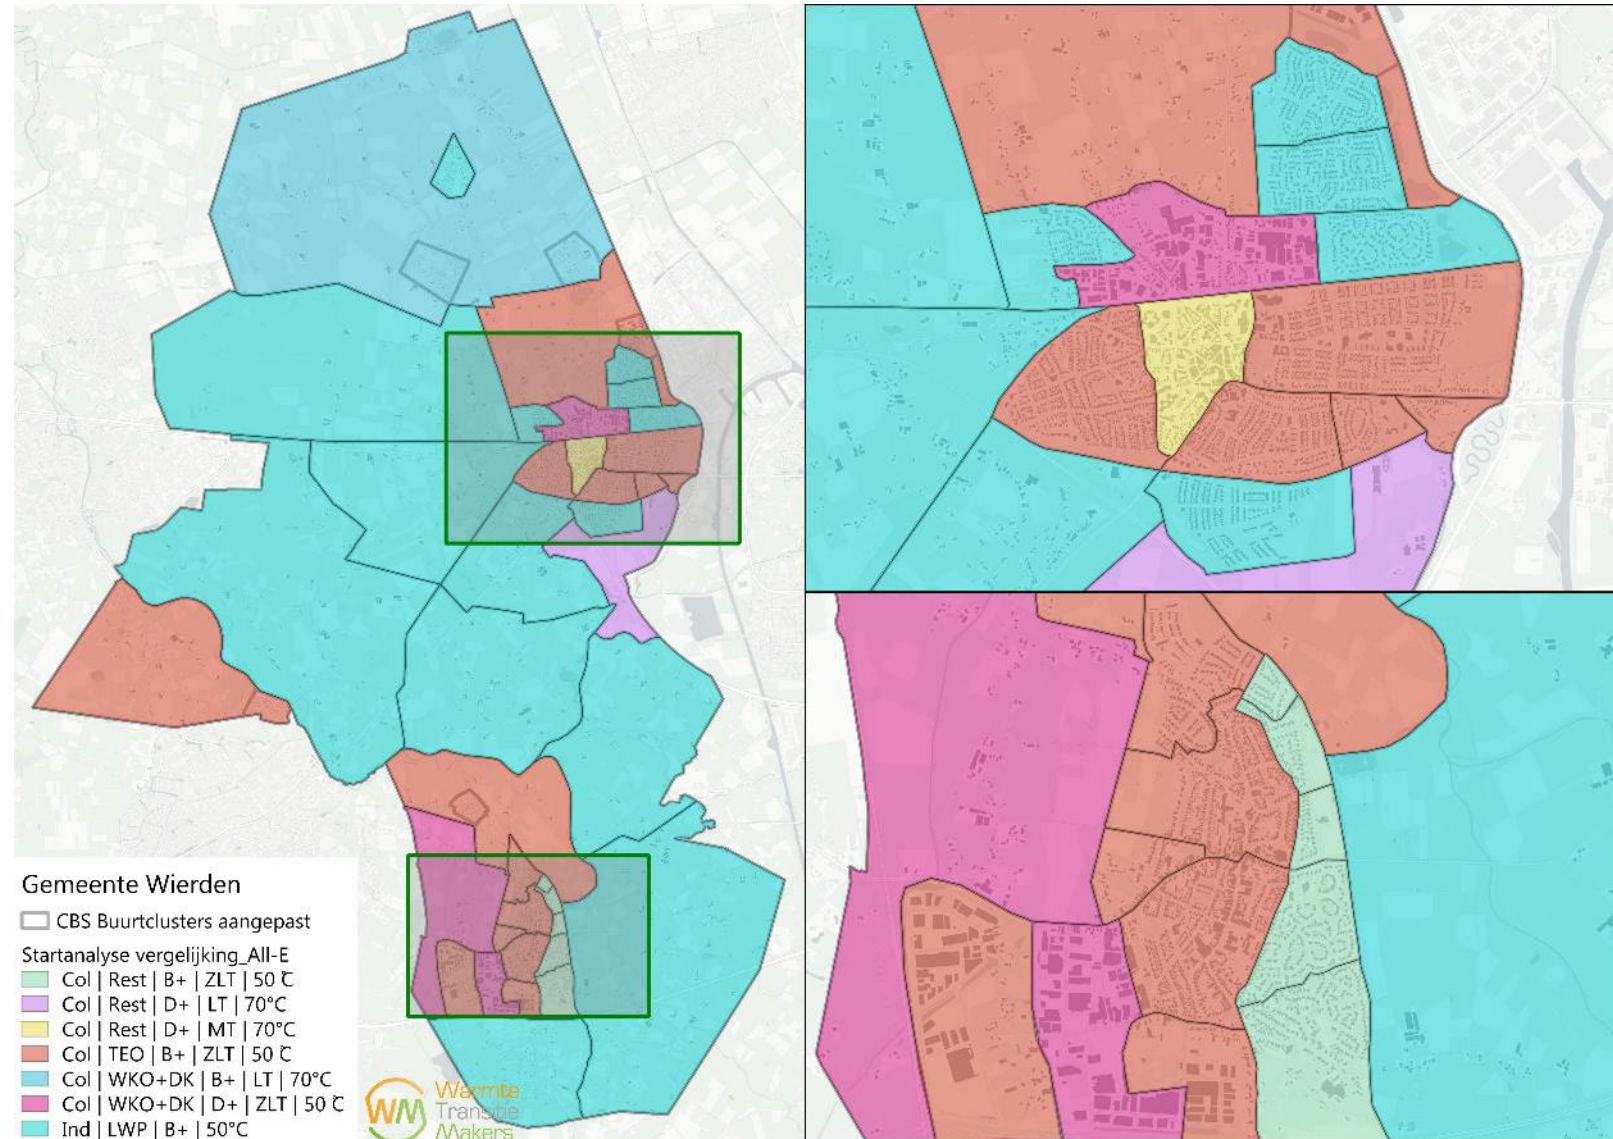 Gemeente Wierden
CBS Buurtclusters aangepast
Startanalyse vergelijking_All-E
Col | Rest | B+ | ZLT | 50 ℃
Col | Rest | D+ | LT | 70°C
Col | Rest | D+ | MT | 70°C
Col | TEO | B+ | ZLT | 50 ℃
Col | WKO+DK | B+ | LT | 70°C
Col | WKO+DK | D+ | ZLT | 50 ℃
Ind | LWP | B+ | 50°C
WM
Warmte
Transitie
Makers